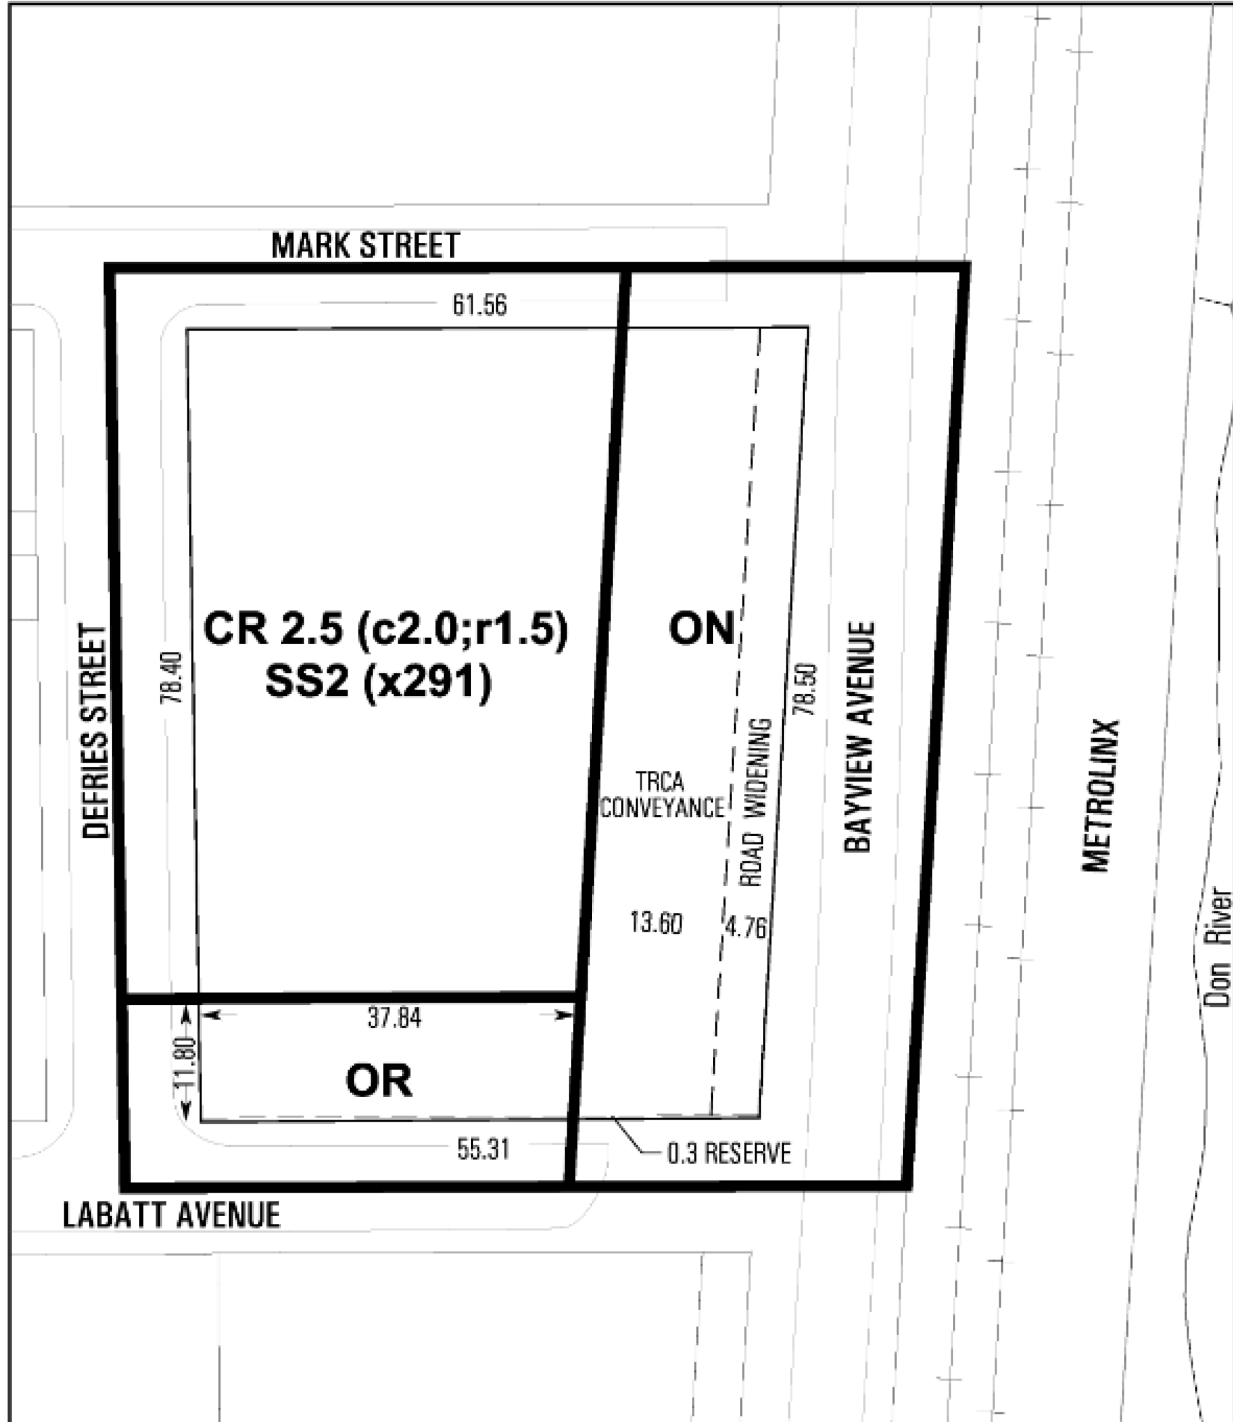 MARK STREET
61.56
CR 2.5 (c2.0;r1.5)
SS2 (x291)
ON
DEFRIES STREET
78.40
78.50
BAYVIEW AVENUE
ROAD WIDENING
TRCA
CONVEYANCE
METROLINX
13.60
4.76
Don River
37.84
11.80
OR
55.31
0.3 RESERVE
LABATT AVENUE